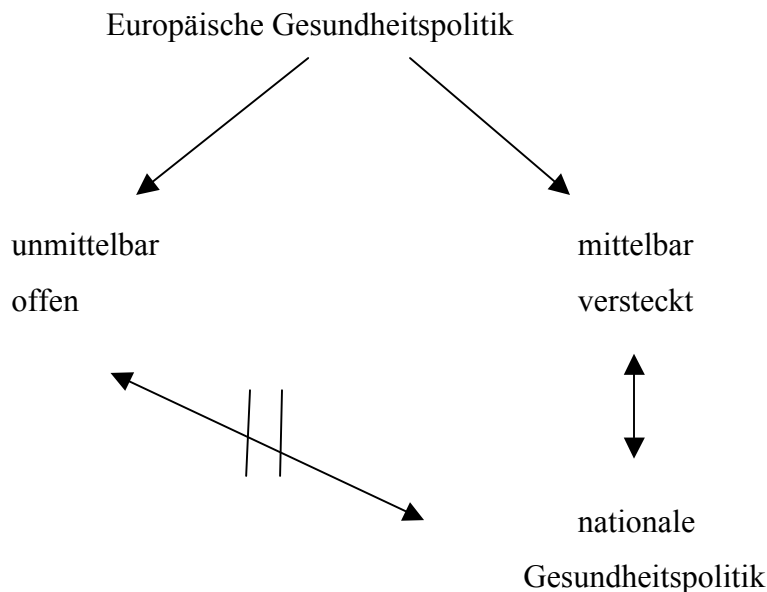 Europäische Gesundheitspolitik
unmittelbar
offen
mittelbar
versteckt
nationale
Gesundheitspolitik